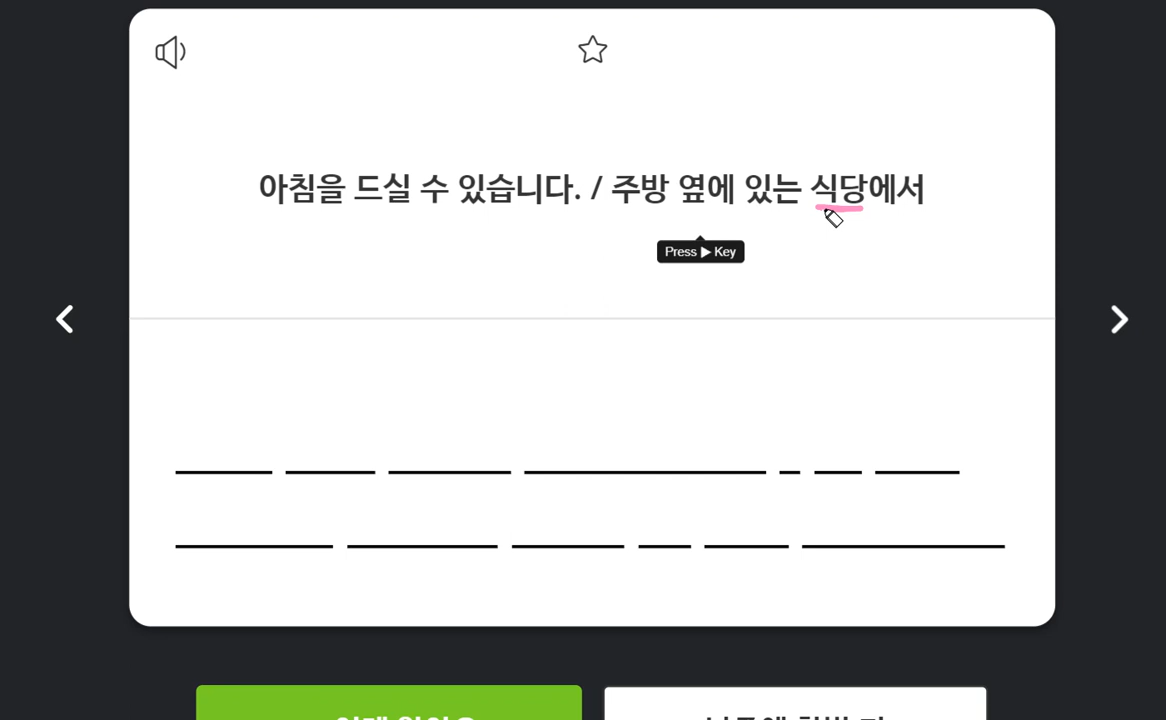 아침을 드실 수 있습니다. / 주방 옆에 있는 식당에서
Press ▶ Key